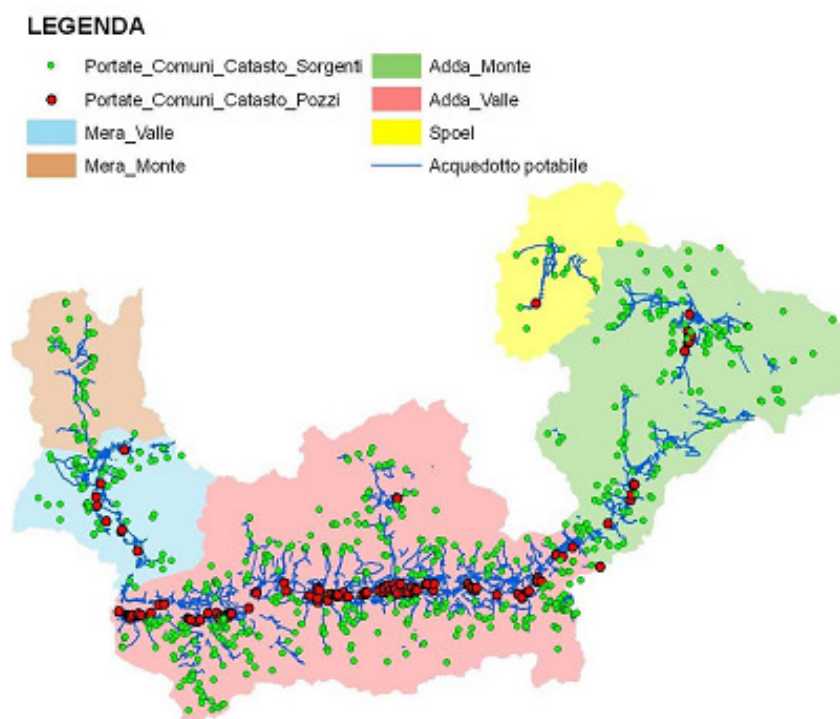 LEGENDA
Portate_Comuni_Catasto_Sorgenti
Portate_Comuni_Catasto_Pozzi
Mera_Valle
Mera_Monte
Adda_Monte
Adda_Valle
Spoel
Acquedotto potabile